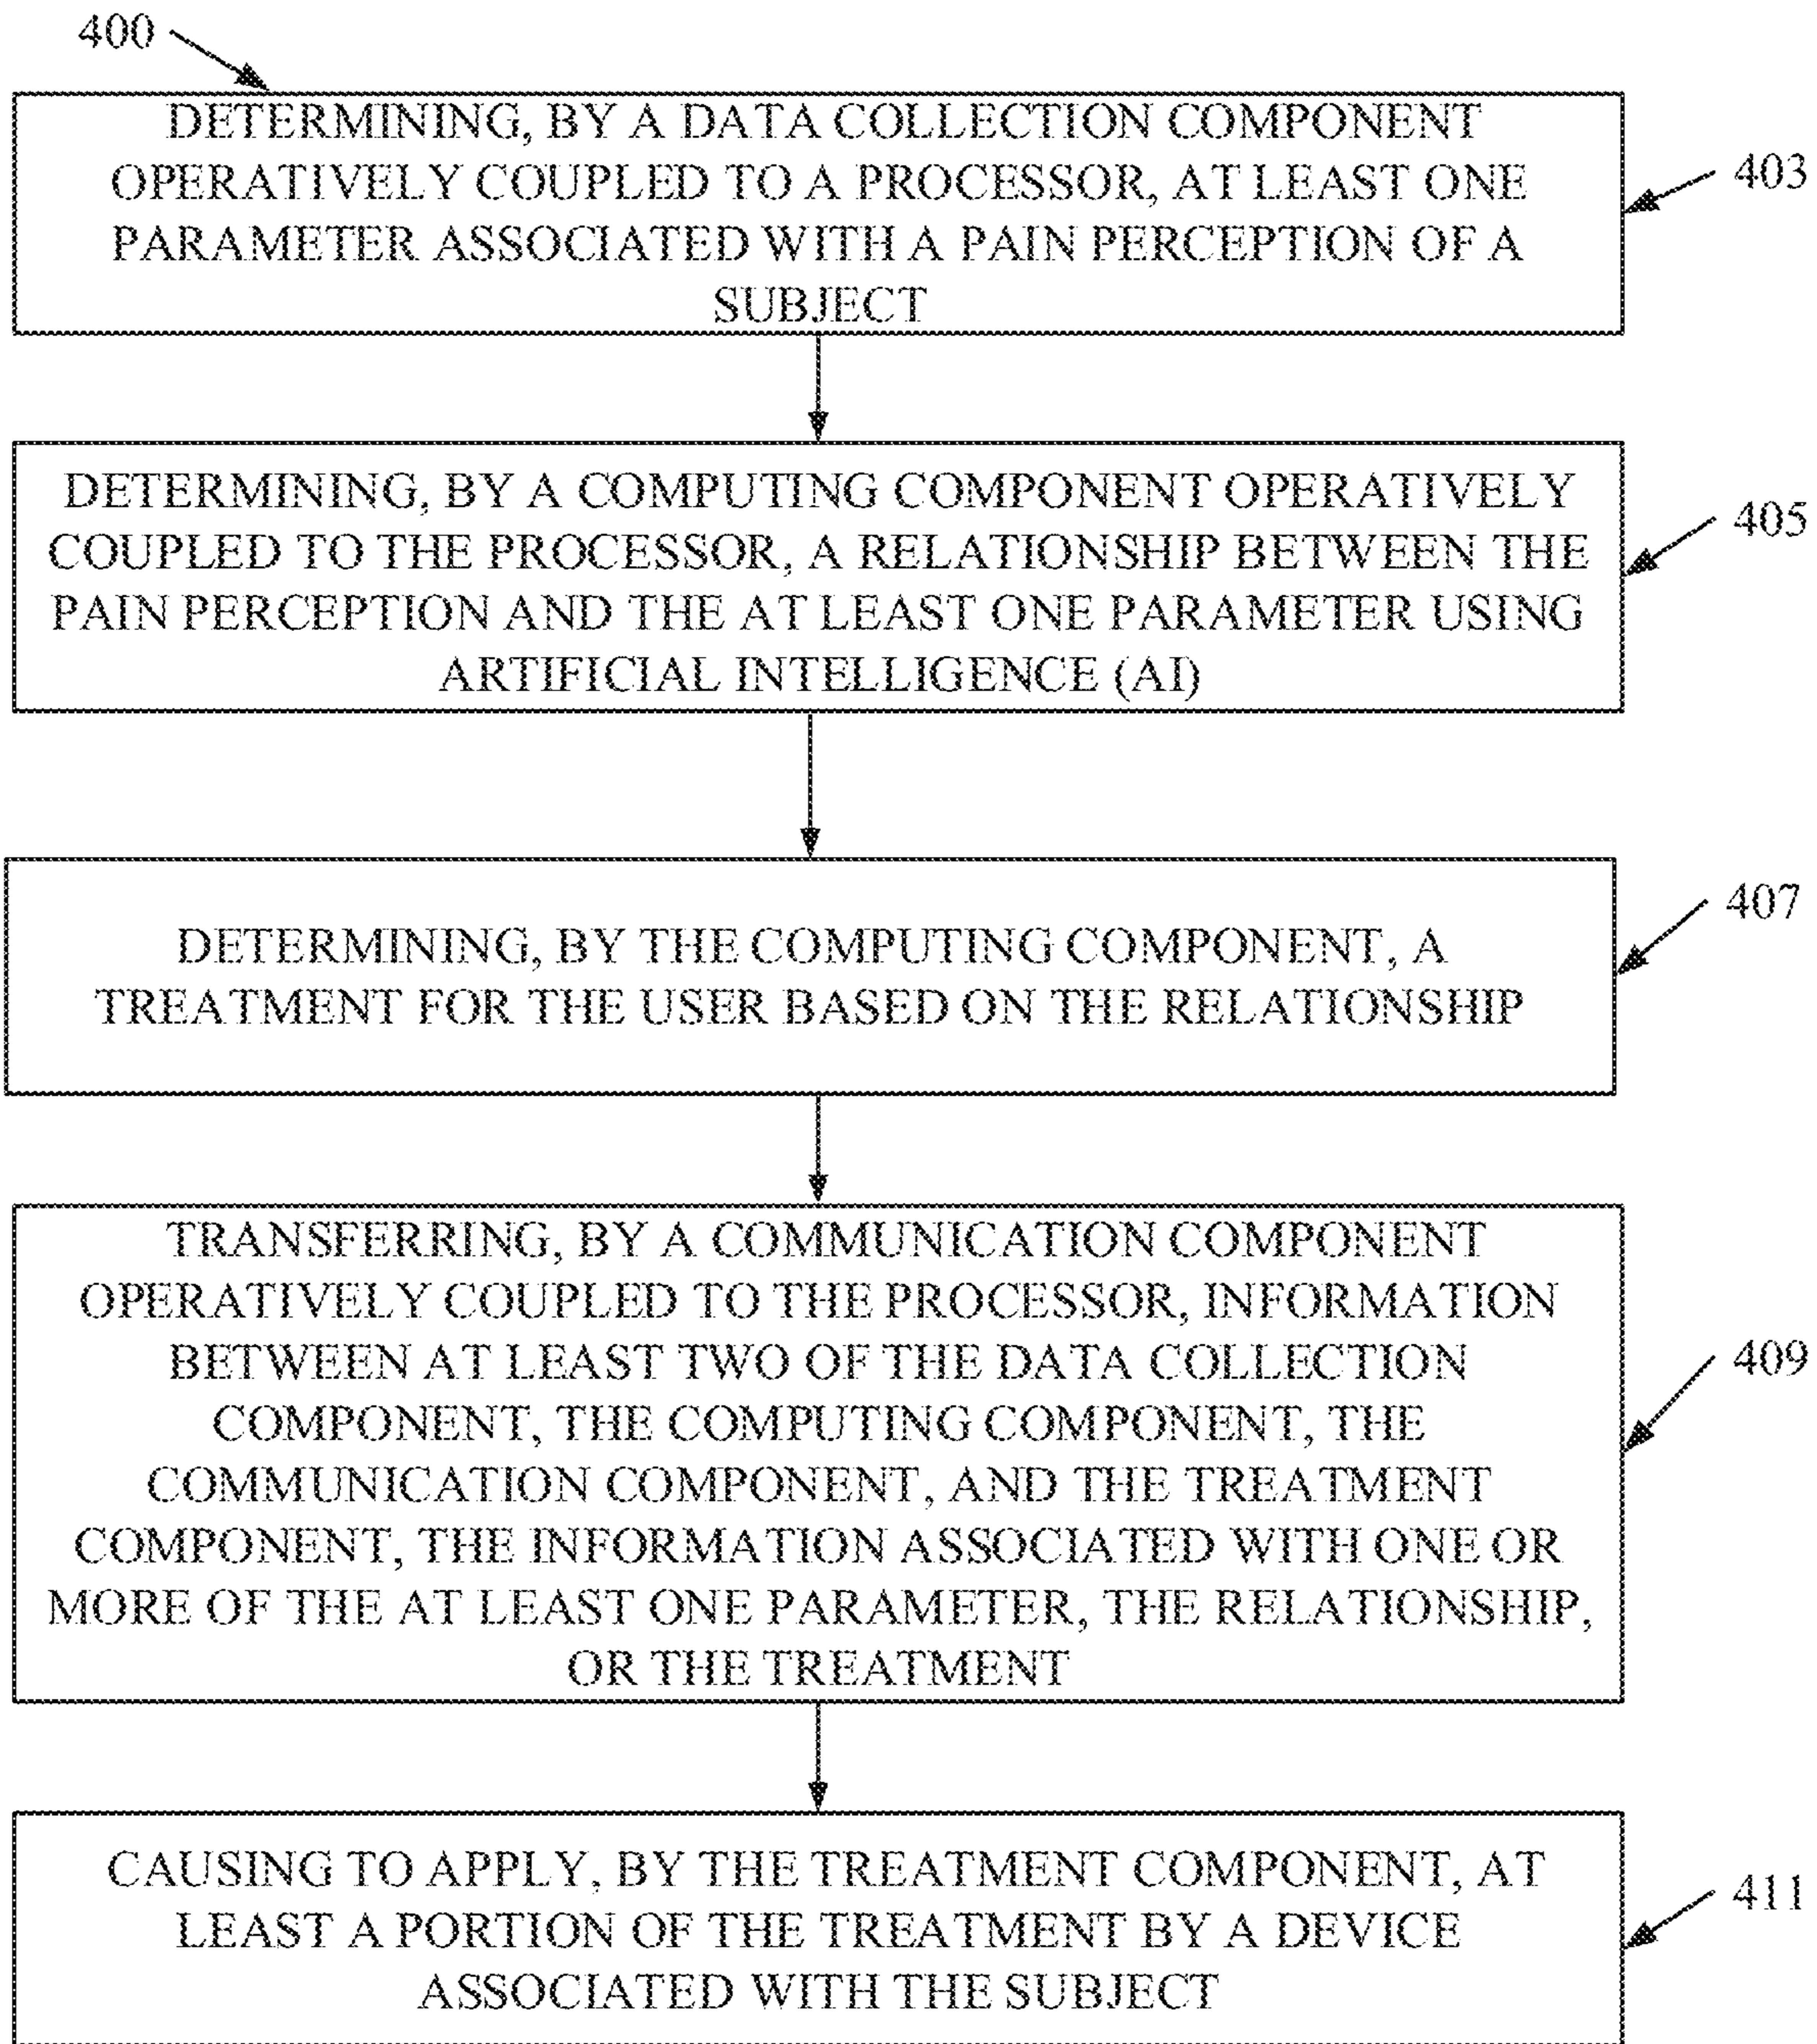 400
DETERMINING, BY A DATA COLLECTION COMPONENT
OPERATIVELY COUPLED TO A PROCESSOR, AT LEAST ONE
PARAMETER ASSOCIATED WITH A PAIN PERCEPTION OF A
SUBJECT
403
DETERMINING, BY A COMPUTING COMPONENT OPERATIVELY
COUPLED TO THE PROCESSOR, A RELATIONSHIP BETWEEN THE
PAIN PERCEPTION AND THE AT LEAST ONE PARAMETER USING
ARTIFICIAL INTELLIGENCE (AI)
405
DETERMINING, BY THE COMPUTING COMPONENT, A
TREATMENT FOR THE USER BASED ON THE RELATIONSHIP
407
TRANSFERRING, BY A COMMUNICATION COMPONENT
OPERATIVELY COUPLED TO THE PROCESSOR, INFORMATION
BETWEEN AT LEAST TWO OF THE DATA COLLECTION
COMPONENT, THE COMPUTING COMPONENT, THE
COMMUNICATION COMPONENT, AND THE TREATMENT
COMPONENT, THE INFORMATION ASSOCIATED WITH ONE OR
MORE OF THE AT LEAST ONE PARAMETER, THE RELATIONSHIP,
OR THE TREATMENT
409
CAUSING TO APPLY, BY THE TREATMENT COMPONENT, AT
LEAST A PORTION OF THE TREATMENT BY A DEVICE
ASSOCIATED WITH THE SUBJECT
411